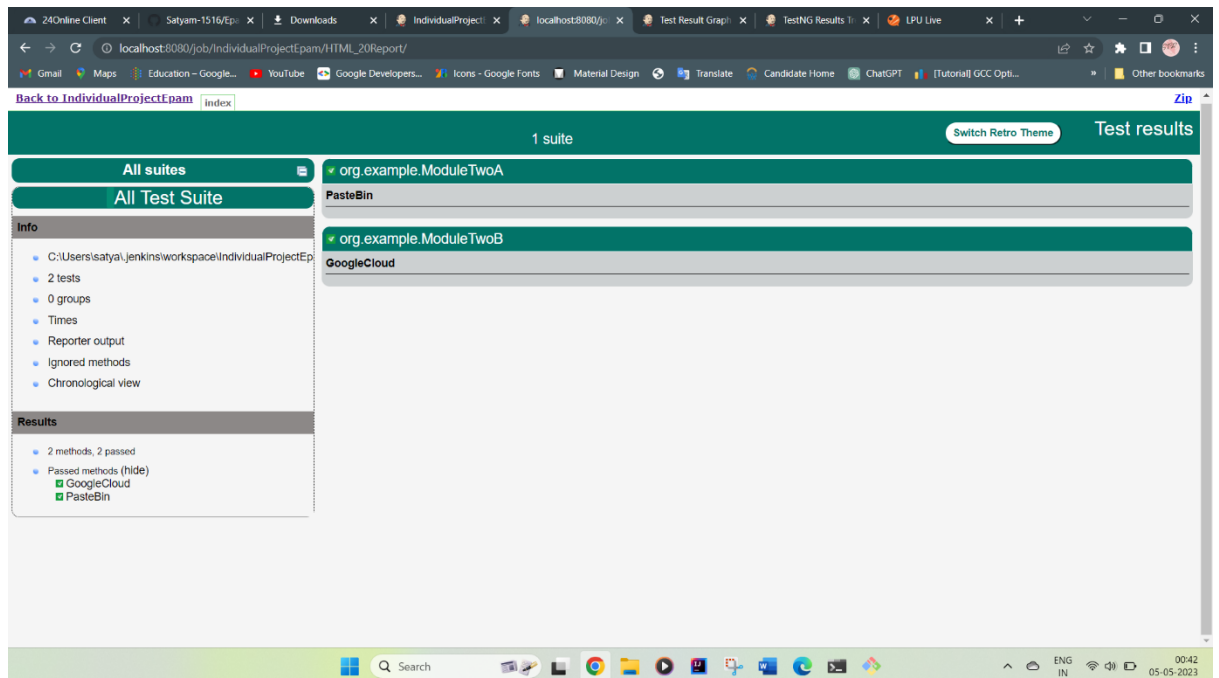 24Online Client
Satyam-1516/Epa
Downloads
IndividualProject
localhost:8080/jo
Test Result Graph
TestNG Results Tr
LPU Live
localhost:8080/job/IndividualProjectEpam/HTML_20Report/
Gmail
Maps
Education – Google...
YouTube
Google Developers...
Icons - Google Fonts
Material Design
Translate
Candidate Home
ChatGPT
[Tutorial] GCC Opti...
»
Other bookmarks
Back to IndividualProjectEpam
index
Zip
1 suite
Switch Retro Theme
Test results
All suites
All Test Suite
Info
C:\Users\satya\.jenkins\workspace\IndividualProjectEp
2 tests
0 groups
Times
Reporter output
Ignored methods
Chronological view
Results
2 methods, 2 passed
Passed methods (hide)
GoogleCloud
PasteBin
org.example.ModuleTwoA
PasteBin
org.example.ModuleTwoB
GoogleCloud
Search
ENG
IN
00:42
05-05-2023